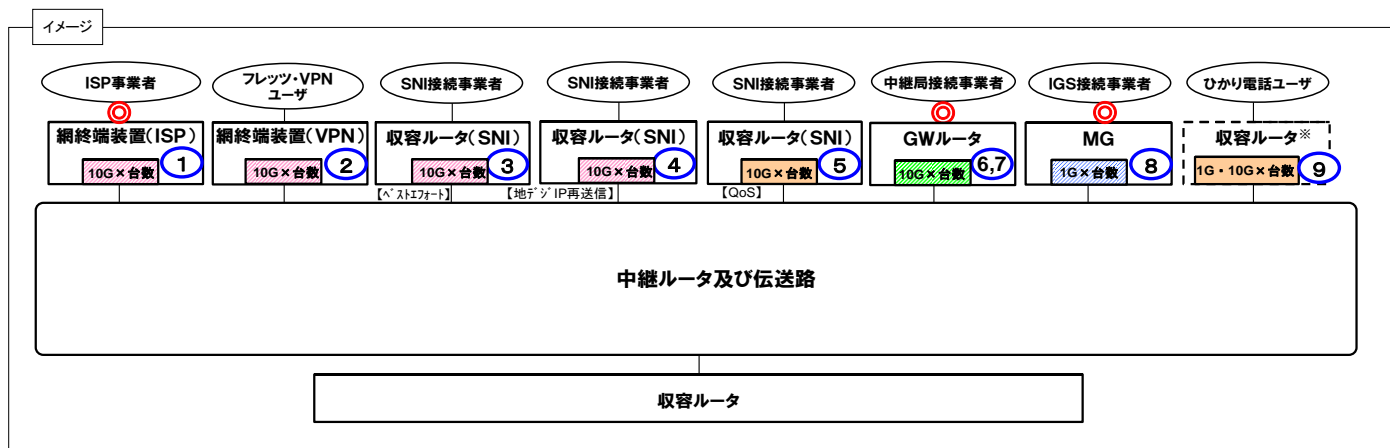 イメージ
ISP事業者
フレッツ・VPN
ユーザ
SNI接続事業者
SNI接続事業者
SNI接続事業者
中継局接続事業者
IGS接続事業者
ひかり電話ユーザ
網終端装置(ISP)
10G×台数
1
網終端装置(VPN)
10G×台数
2
収容ルータ(SNI)
10G×台数
3
収容ルータ(SNI)
10G×台数
4
収容ルータ(SNI)
10G×台数
5
GWルータ
10G×台数
6,7
MG
1G×台数
8
収容ルータ※
1G・10G×台数
9
【ベストエフォート】
【地デジIP再送信】
【QoS】
中継ルータ及び伝送路
収容ルータ